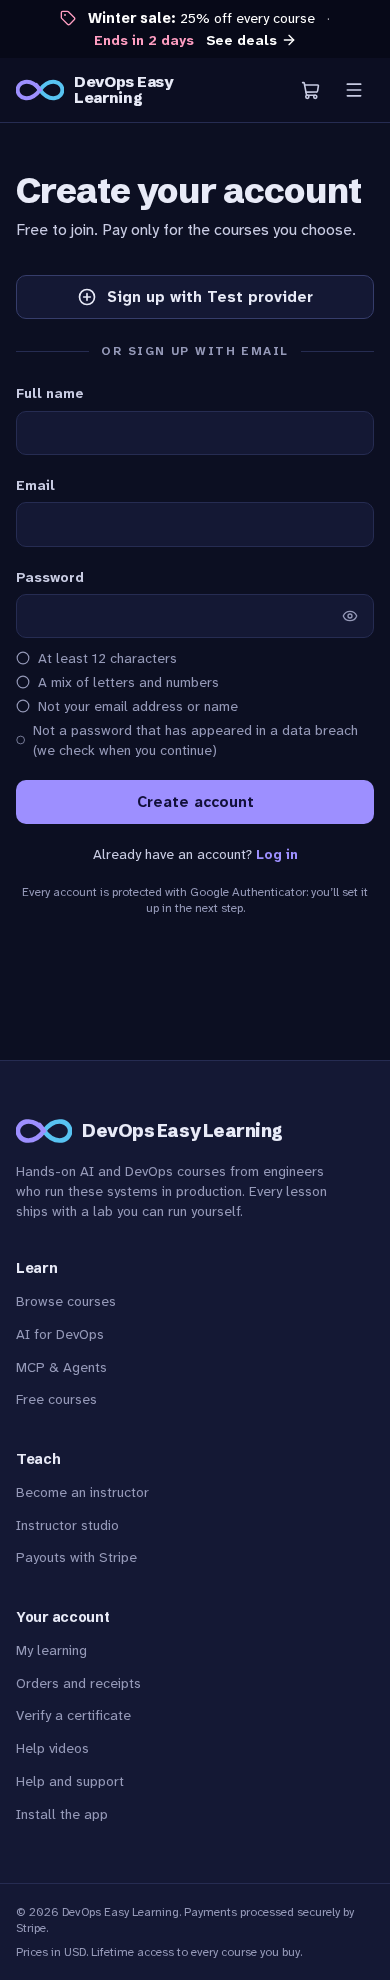 Winter sale: 25% off every course ·
Ends in 2 days See deals →
DevOps Easy
Learning
Create your account
Free to join. Pay only for the courses you choose.
Sign up with Test provider
OR SIGN UP WITH EMAIL
Full name
Email
Password
At least 12 characters
A mix of letters and numbers
Not your email address or name
Not a password that has appeared in a data breach
(we check when you continue)
Create account
Already have an account? Log in
Every account is protected with Google Authenticator: you'll set it
up in the next step.
DevOps Easy Learning
Hands-on AI and DevOps courses from engineers
who run these systems in production. Every lesson
ships with a lab you can run yourself.
Learn
Browse courses
AI for DevOps
MCP & Agents
Free courses
Teach
Become an instructor
Instructor studio
Payouts with Stripe
Your account
My learning
Orders and receipts
Verify a certificate
Help videos
Help and support
Install the app
© 2026 DevOps Easy Learning. Payments processed securely by
Stripe.
Prices in USD. Lifetime access to every course you buy.